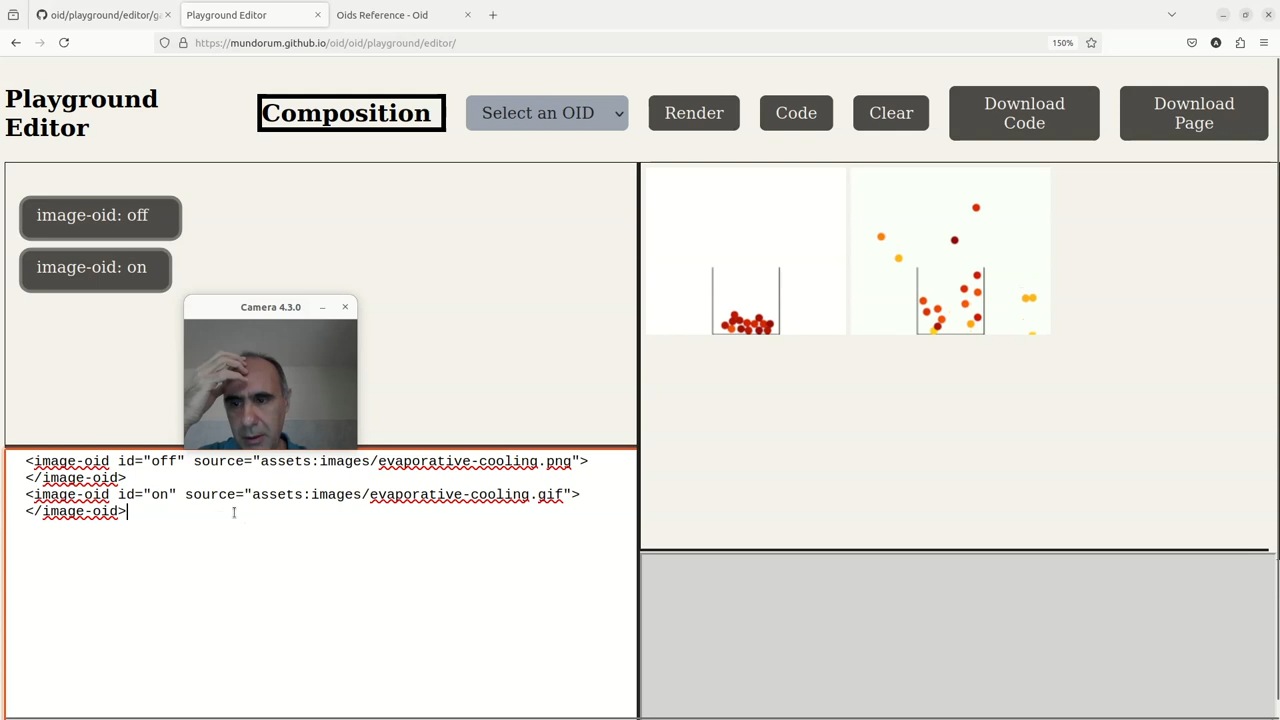 oid/playground/editor/ga
Playground Editor
Oids Reference - Oid
https://mundorum.github.io/oid/oid/playground/editor/
150%
Playground
Editor
Composition
Select an OID
Render
Code
Clear
Download
Code
Download
Page
image-oid: off
image-oid: on
Camera 4.3.0
<image-oid id="off" source="assets:images/evaporative-cooling.png">
</image-oid>
<image-oid id="on" source="assets:images/evaporative-cooling.gif">
</image-oid>